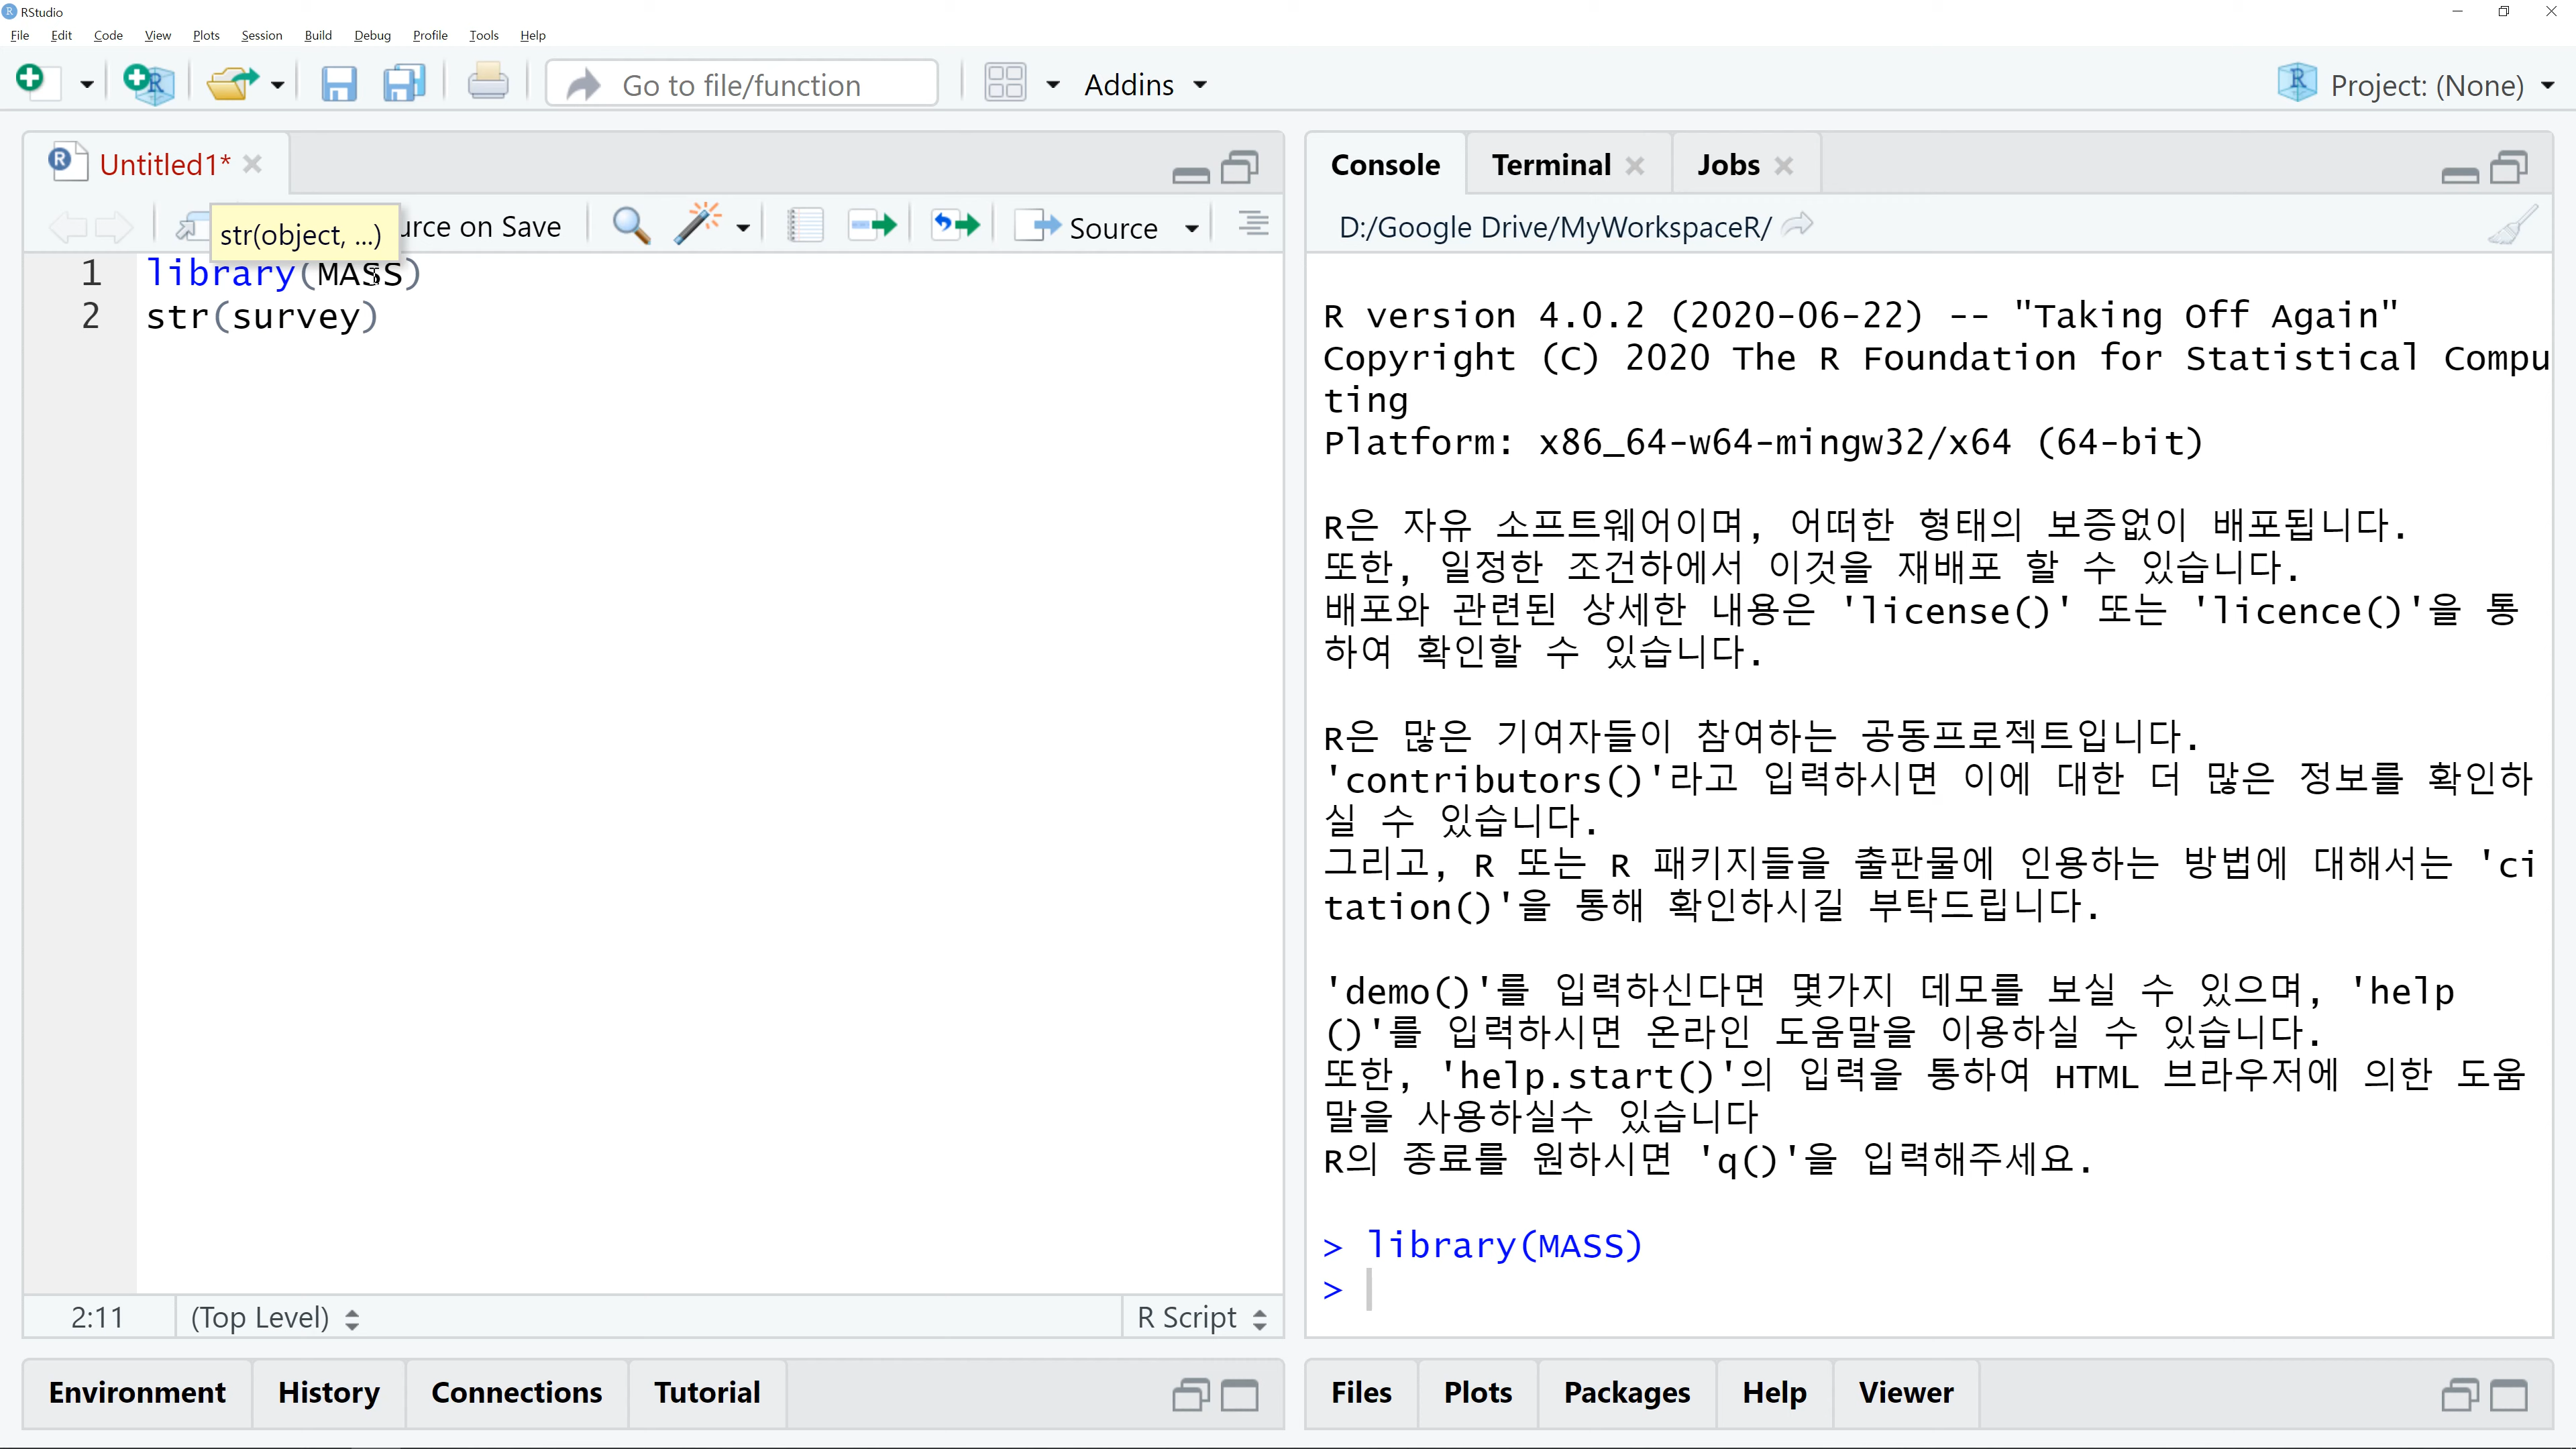 RStudio
File Edit Code View Plots Session Build Debug Profile Tools Help
Go to file/function
Addins
Project: (None)
Untitled1*
str(object, ...)
urce on Save
Source
1 library(MASS)
2 str(survey)
2:11 (Top Level) R Script
Console Terminal Jobs
D:/Google Drive/MyWorkspaceR/
R version 4.0.2 (2020-06-22) -- "Taking Off Again"
Copyright (C) 2020 The R Foundation for Statistical Compu
ting
Platform: x86_64-w64-mingw32/x64 (64-bit)
R은 자유 소프트웨어이며, 어떠한 형태의 보증없이 배포됩니다.
또한, 일정한 조건하에서 이것을 재배포 할 수 있습니다.
배포와 관련된 상세한 내용은 'license()' 또는 'licence()'을 통
하여 확인할 수 있습니다.
R은 많은 기여자들이 참여하는 공동프로젝트입니다.
'contributors()'라고 입력하시면 이에 대한 더 많은 정보를 확인하
실 수 있습니다.
그리고, R 또는 R 패키지들을 출판물에 인용하는 방법에 대해서는 'ci
tation()'을 통해 확인하시길 부탁드립니다.
'demo()'를 입력하신다면 몇가지 데모를 보실 수 있으며, 'help
()'를 입력하시면 온라인 도움말을 이용하실 수 있습니다.
또한, 'help.start()'의 입력을 통하여 HTML 브라우저에 의한 도움
말을 사용하실수 있습니다
R의 종료를 원하시면 'q()'을 입력해주세요.
> library(MASS)
>
Environment History Connections Tutorial
Files Plots Packages Help Viewer